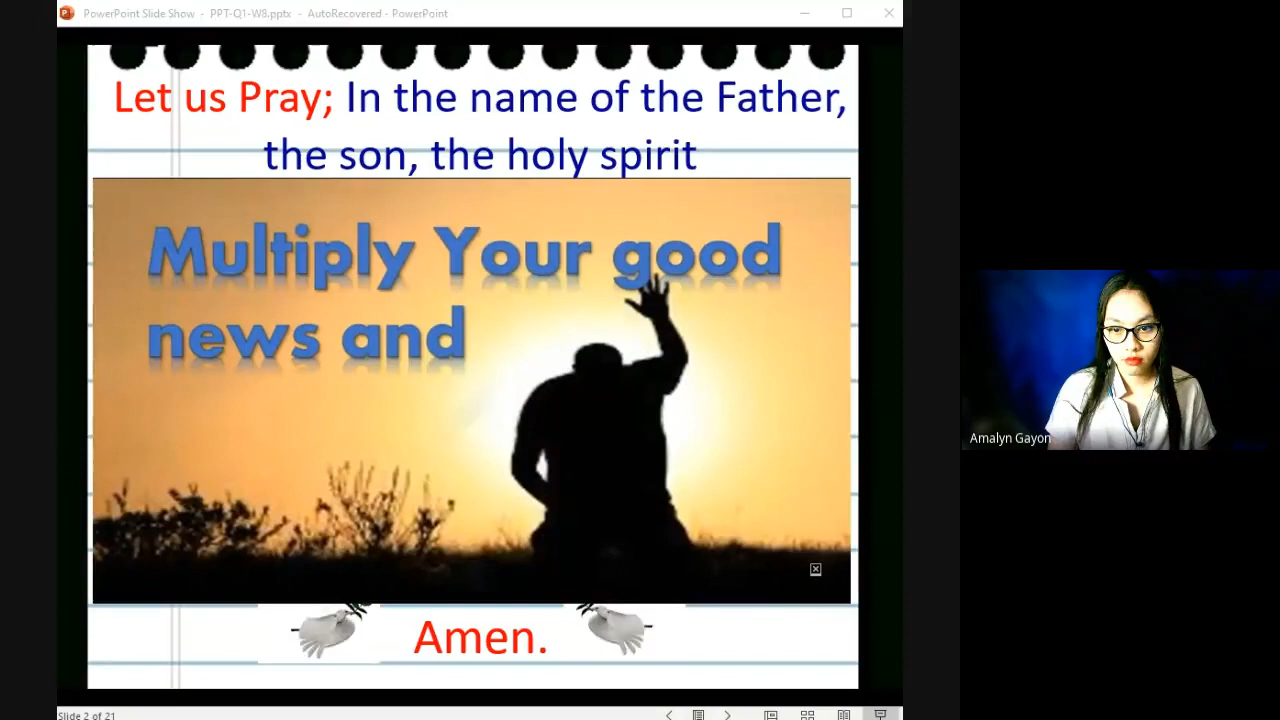 PowerPoint Slide Show - PPT-Q1-W8.pptx - AutoRecovered - PowerPoint
Let us Pray; In the name of the Father,
the son, the holy spirit
Multiply Your good
news and
Amen.
Amalyn Gayon
Slide 2 of 21